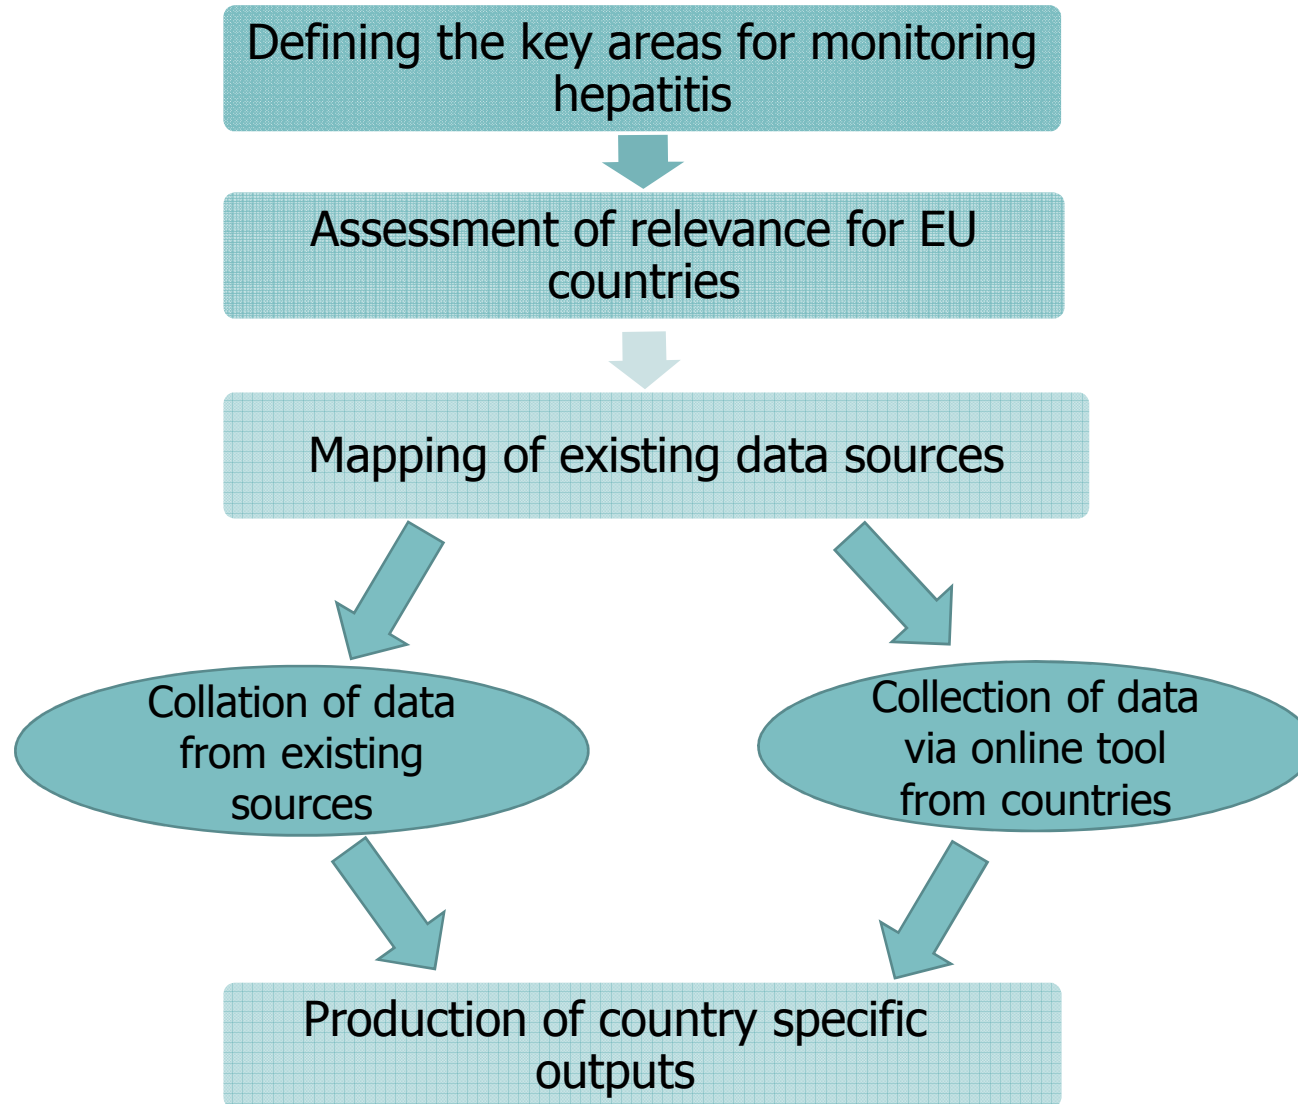 Defining the key areas for monitoring
hepatitis
Assessment of relevance for EU
countries
Mapping of existing data sources
Collation of data
from existing
sources
Collection of data
via online tool
from countries
Production of country specific
outputs